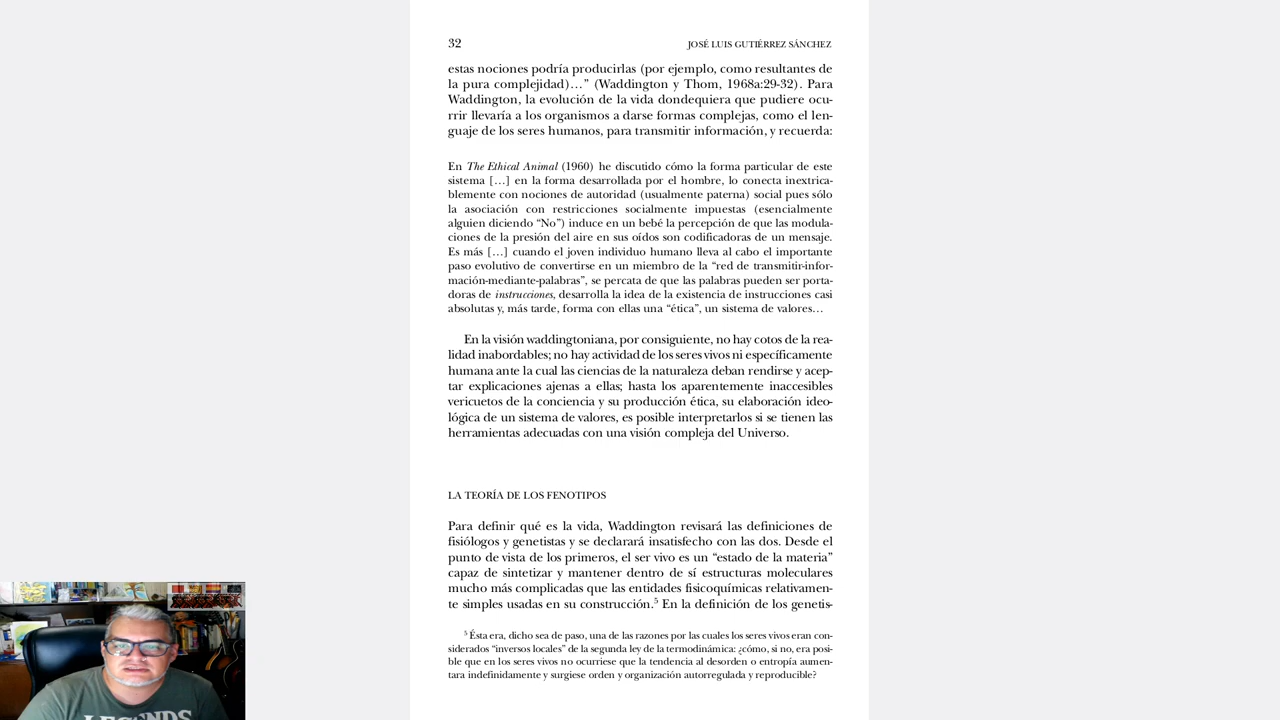 32
JOSÉ LUIS GUTIÉRREZ SÁNCHEZ
estas nociones podría producirlas (por ejemplo, como resultantes de
la pura complejidad)…” (Waddington y Thom, 1968a:29-32). Para
Waddington, la evolución de la vida dondequiera que pudiere ocu-
rrir llevaría a los organismos a darse formas complejas, como el len-
guaje de los seres humanos, para transmitir información, y recuerda:
En The Ethical Animal (1960) he discutido cómo la forma particular de este
sistema […] en la forma desarrollada por el hombre, lo conecta inextrica-
blemente con nociones de autoridad (usualmente paterna) social pues sólo
la asociación con restricciones socialmente impuestas (esencialmente
alguien diciendo “No”) induce en un bebé la percepción de que las modula-
ciones de la presión del aire en sus oídos son codificadoras de un mensaje.
Es más […] cuando el joven individuo humano lleva al cabo el importante
paso evolutivo de convertirse en un miembro de la “red de transmitir-infor-
mación-mediante-palabras”, se percata de que las palabras pueden ser porta-
doras de instrucciones, desarrolla la idea de la existencia de instrucciones casi
absolutas y, más tarde, forma con ellas una “ética”, un sistema de valores…
En la visión waddingtoniana, por consiguiente, no hay cotos de la rea-
lidad inabordables; no hay actividad de los seres vivos ni específicamente
humana ante la cual las ciencias de la naturaleza deban rendirse y acep-
tar explicaciones ajenas a ellas; hasta los aparentemente inaccesibles
vericuetos de la conciencia y su producción ética, su elaboración ideo-
lógica de un sistema de valores, es posible interpretarlos si se tienen las
herramientas adecuadas con una visión compleja del Universo.
LA TEORÍA DE LOS FENOTIPOS
Para definir qué es la vida, Waddington revisará las definiciones de
fisiólogos y genetistas y se declarará insatisfecho con las dos. Desde el
punto de vista de los primeros, el ser vivo es un “estado de la materia”
capaz de sintetizar y mantener dentro de sí estructuras moleculares
mucho más complicadas que las entidades fisicoquímicas relativamen-
te simples usadas en su construcción.⁵ En la definición de los genetis-
⁵ Ésta era, dicho sea de paso, una de las razones por las cuales los seres vivos eran con-
siderados “inversos locales” de la segunda ley de la termodinámica: ¿cómo, si no, era posi-
ble que en los seres vivos no ocurriese que la tendencia al desorden o entropía aumen-
tara indefinidamente y surgiese orden y organización autorregulada y reproducible?
LEGENDS